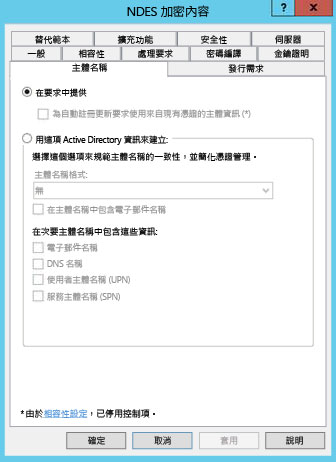 NDES 加密內容
?
替代範本
擴充功能
安全性
伺服器
一般
相容性
處理要求
密碼編譯
金鑰證明
主體名稱
發行需求
在要求中提供
為自動註冊更新要求使用來自現有憑證的主體資訊 (*)
用這項 Active Directory 資訊來建立:
選擇這個選項來規範主體名稱的一致性，並簡化憑證管理。
主體名稱格式:
無
在主體名稱中包含電子郵件名稱
在次要主體名稱中包含這些資訊:
電子郵件名稱
DNS 名稱
使用者主體名稱 (UPN)
服務主體名稱 (SPN)
*由於相容性設定，已停用控制項。
確定
取消
套用
說明